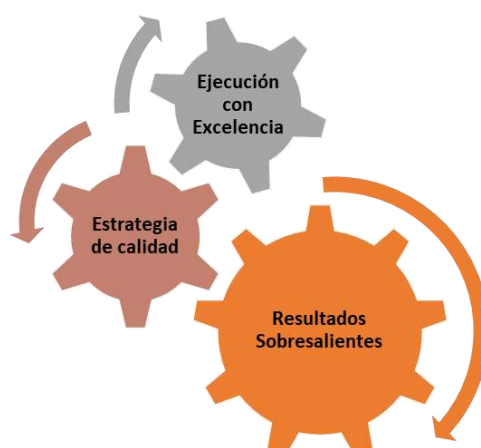 Ejecución
con
Excelencia
Estrategia
de calidad
Resultados
Sobresalientes